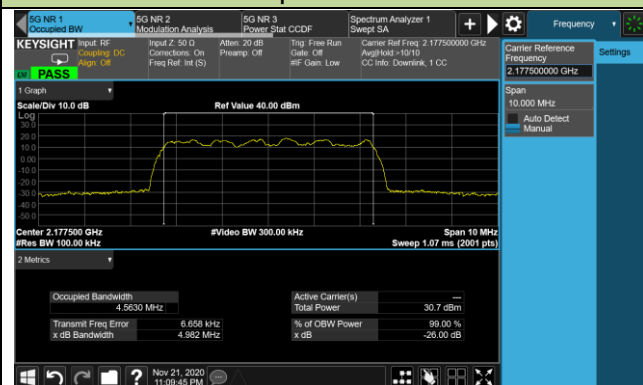 5G NR 1
Occupied BW
5G NR 2
Modulation Analysis
5G NR 3
Power Stat CCDF
Spectrum Analyzer 1
Swept SA
Frequency
KEYSIGHT
Input: RF
Coupling: DC
Align: Off
Input Z: 50 Ω
Corrections: On
Freq Ref: Int (S)
Atten: 20 dB
Preamp: Off
Trig: Free Run
Gate: Off
#IF Gain: Low
Carrier Ref Freq: 2.177500000 GHz
Avg|Hold:>10/10
CC Info: Downlink, 1 CC
PASS
Carrier Reference
Frequency
2.177500000 GHz
Settings
Span
10.000 MHz
Auto Detect
Manual
1 Graph
Scale/Div 10.0 dB
Ref Value 40.00 dBm
Log
30.0
20.0
10.0
0.00
-10.0
-20.0
-30.0
-40.0
-50.0
Center 2.177500 GHz
#Video BW 300.00 kHz
Span 10 MHz
#Res BW 100.00 kHz
Sweep 1.07 ms (2001 pts)
2 Metrics
Occupied Bandwidth
4.5630 MHz
Active Carrier(s)
---
Total Power
30.7 dBm
Transmit Freq Error
6.658 kHz
% of OBW Power
99.00 %
x dB Bandwidth
4.982 MHz
x dB
-26.00 dB
?
Nov 21, 2020
11:09:45 PM